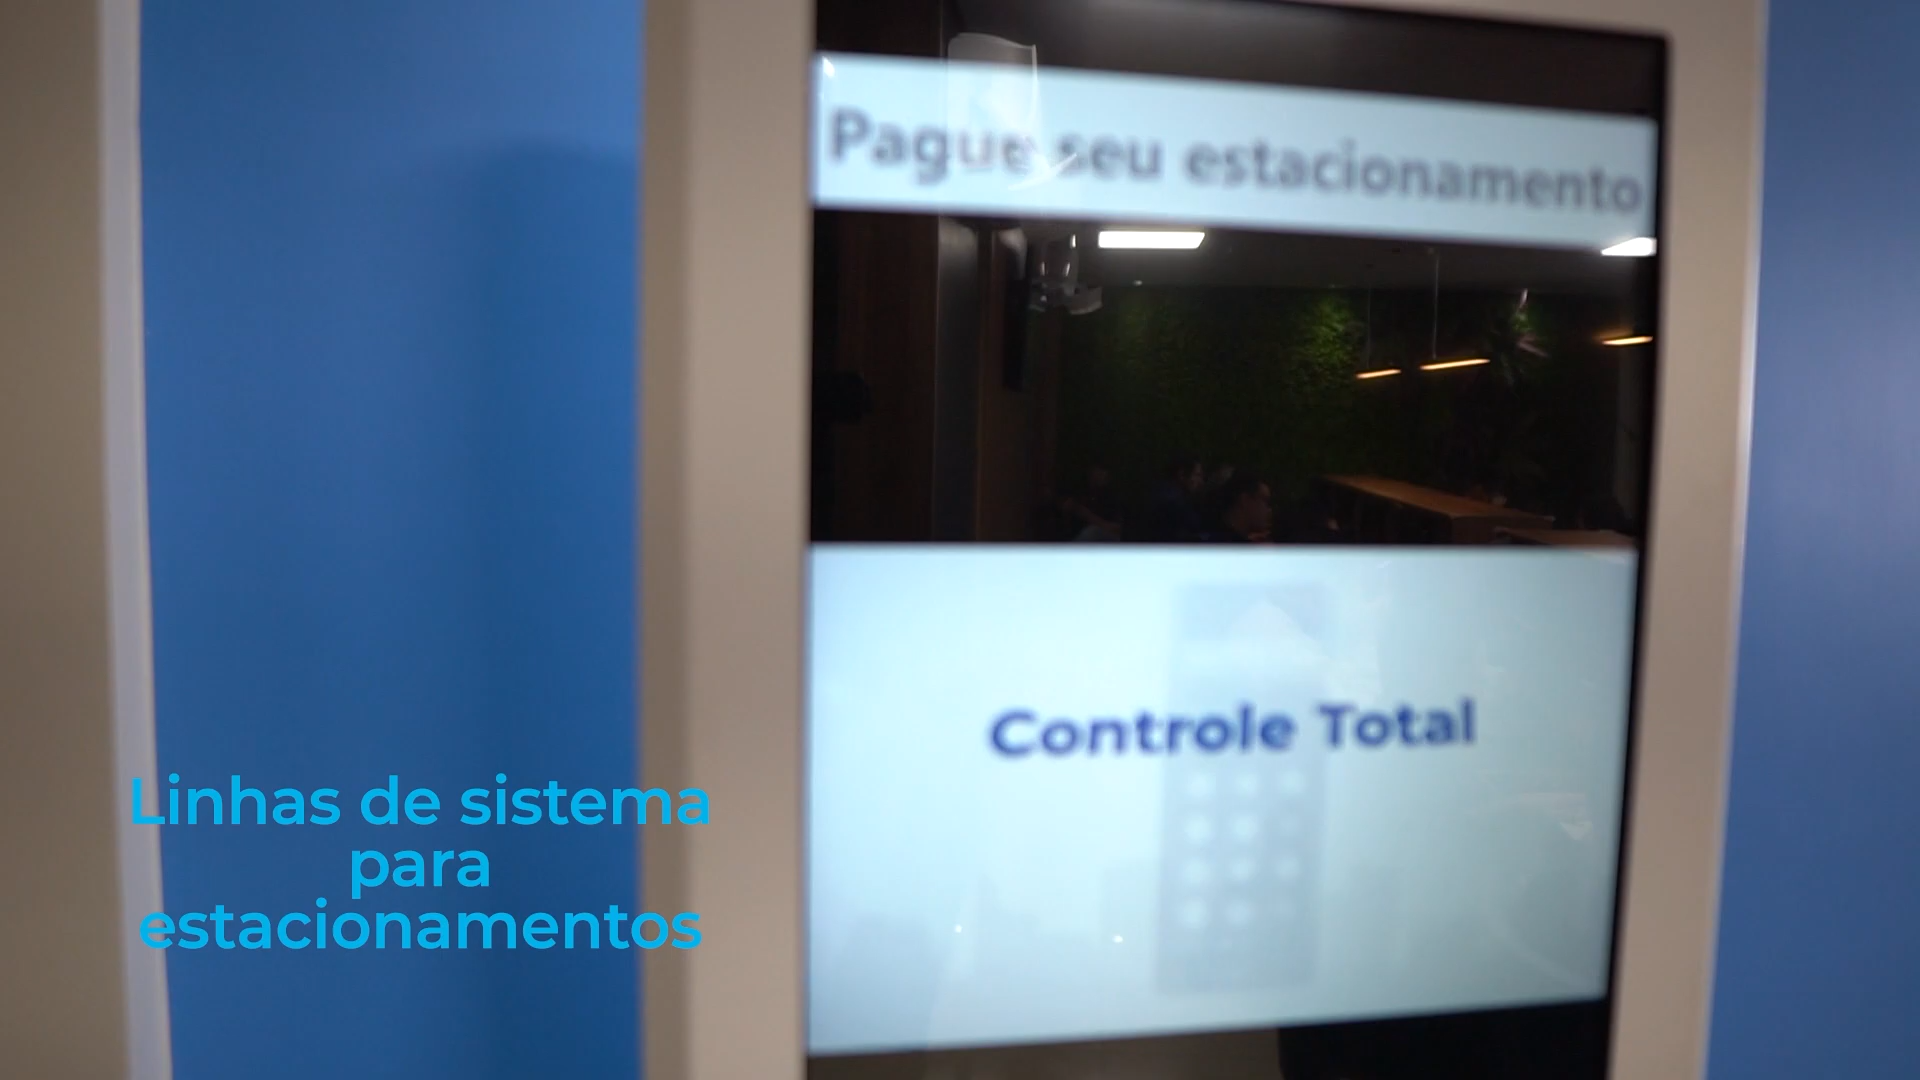 Pague seu estacionamento
Controle Total
Linhas de sistema
para
estacionamentos